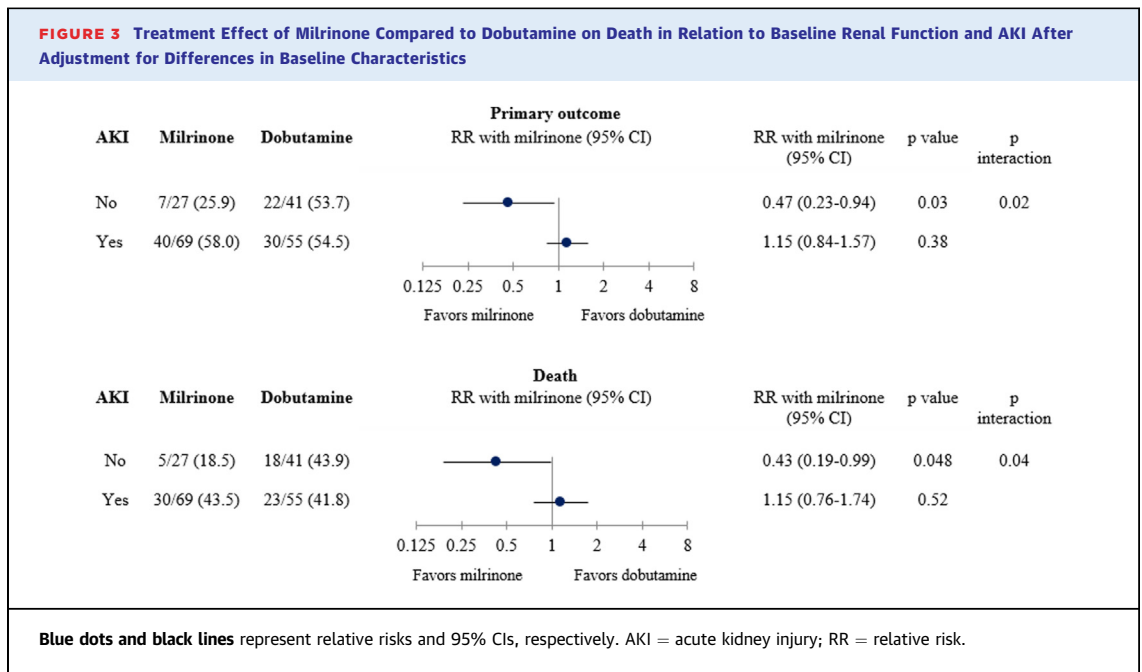 FIGURE 3 Treatment Effect of Milrinone Compared to Dobutamine on Death in Relation to Baseline Renal Function and AKI After
Adjustment for Differences in Baseline Characteristics
Primary outcome
AKI Milrinone Dobutamine RR with milrinone (95% CI) RR with milrinone (95% CI) p value p interaction
No 7/27 (25.9) 22/41 (53.7) 0.47 (0.23-0.94) 0.03 0.02
Yes 40/69 (58.0) 30/55 (54.5) 1.15 (0.84-1.57) 0.38
0.125 0.25 0.5 1 2 4 8
Favors milrinone Favors dobutamine
Death
AKI Milrinone Dobutamine RR with milrinone (95% CI) RR with milrinone (95% CI) p value p interaction
No 5/27 (18.5) 18/41 (43.9) 0.43 (0.19-0.99) 0.048 0.04
Yes 30/69 (43.5) 23/55 (41.8) 1.15 (0.76-1.74) 0.52
0.125 0.25 0.5 1 2 4 8
Favors milrinone Favors dobutamine
Blue dots and black lines represent relative risks and 95% CIs, respectively. AKI = acute kidney injury; RR = relative risk.